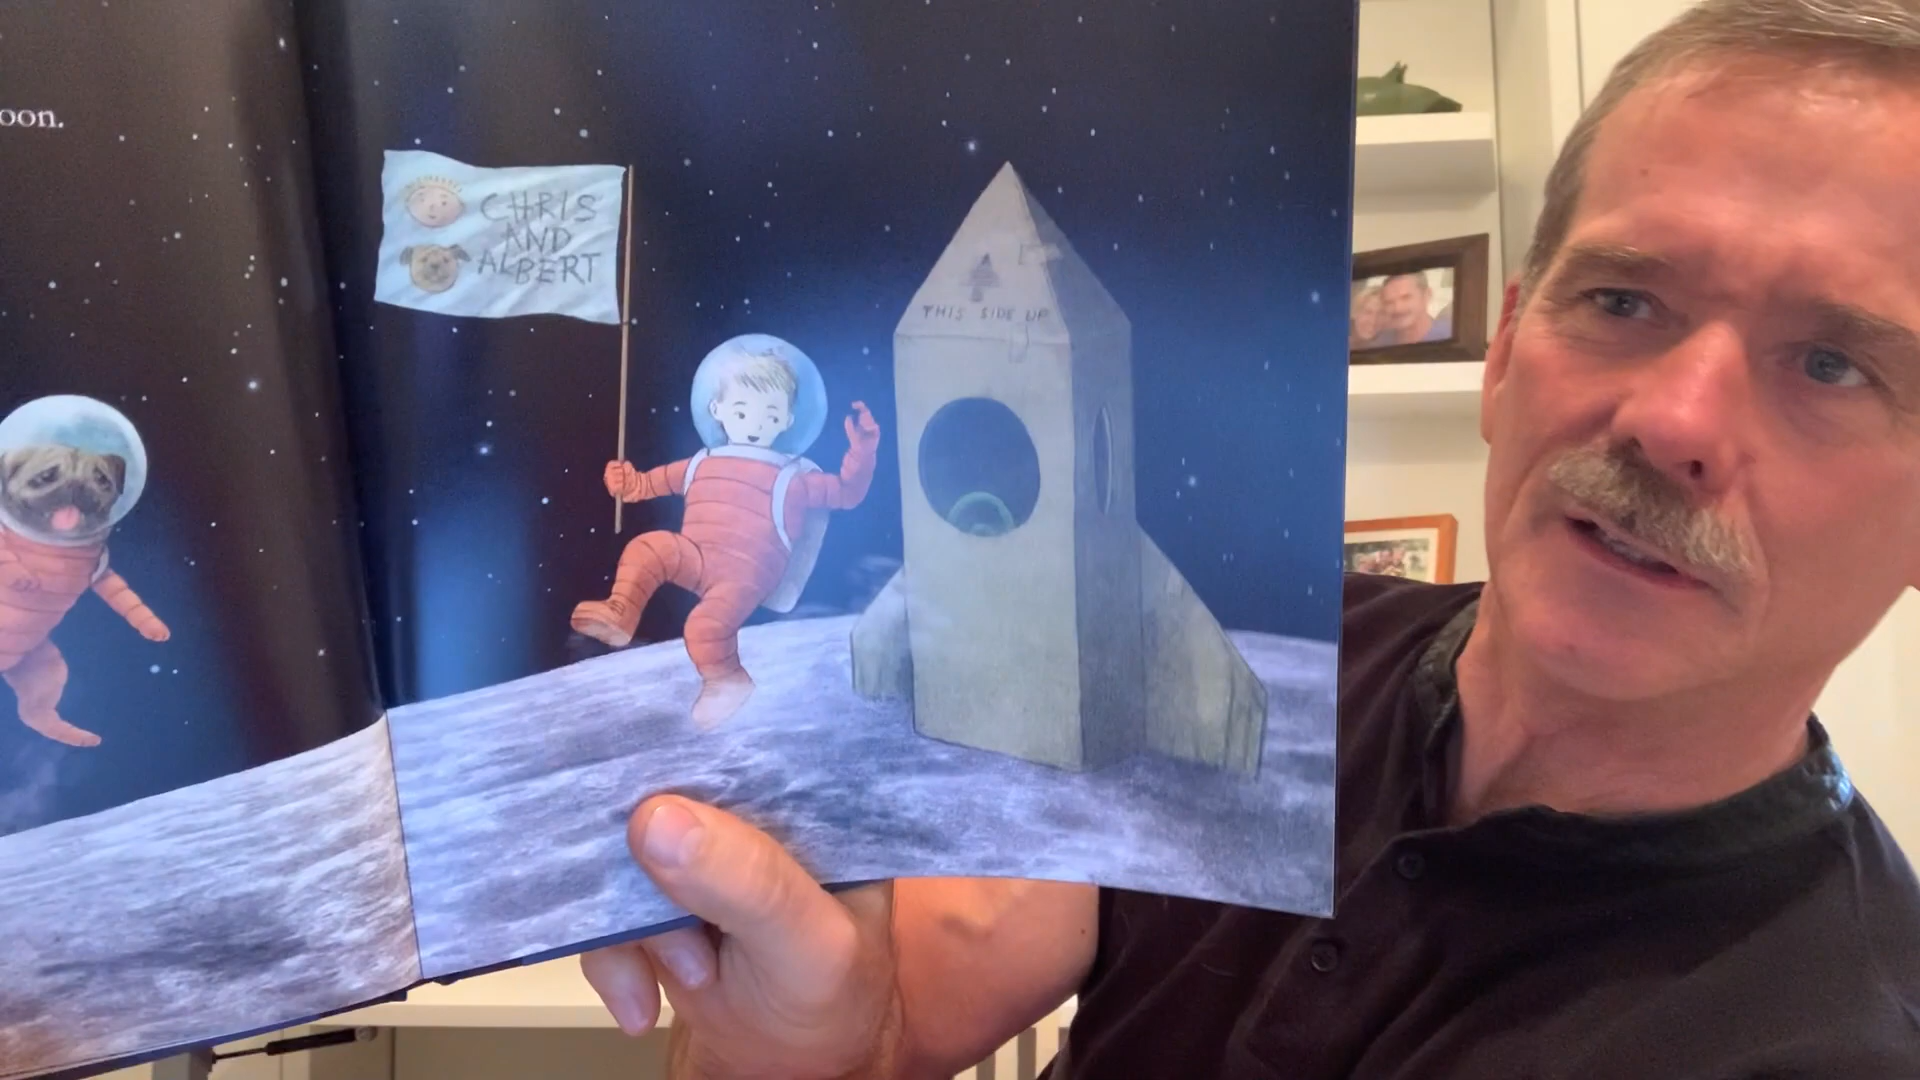 oon.
CHRIS
AND
ALBERT
THIS SIDE UP